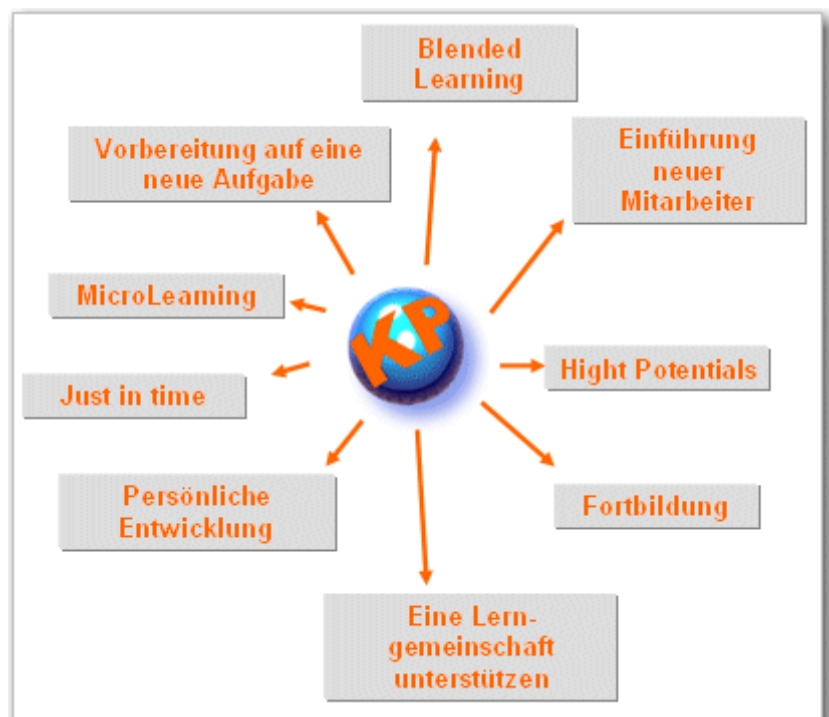 Blended
Learning
Einführung
neuer
Mitarbeiter
Vorbereitung auf eine
neue Aufgabe
MicroLearning
KP
Hight Potentials
Just in time
Persönliche
Entwicklung
Fortbildung
Eine Lern-
gemeinschaft
unterstützen